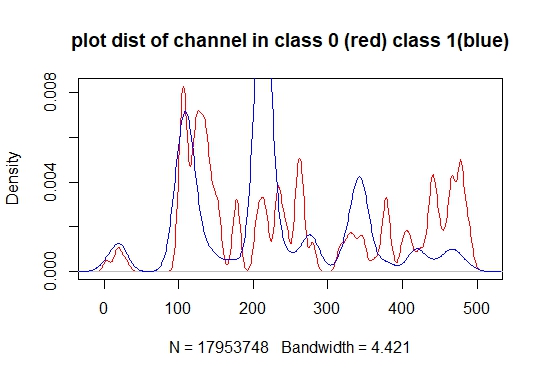 plot dist of channel in class 0 (red) class 1(blue)
Density
0.008
0.004
0.000
0 100 200 300 400 500
N = 17953748 Bandwidth = 4.421